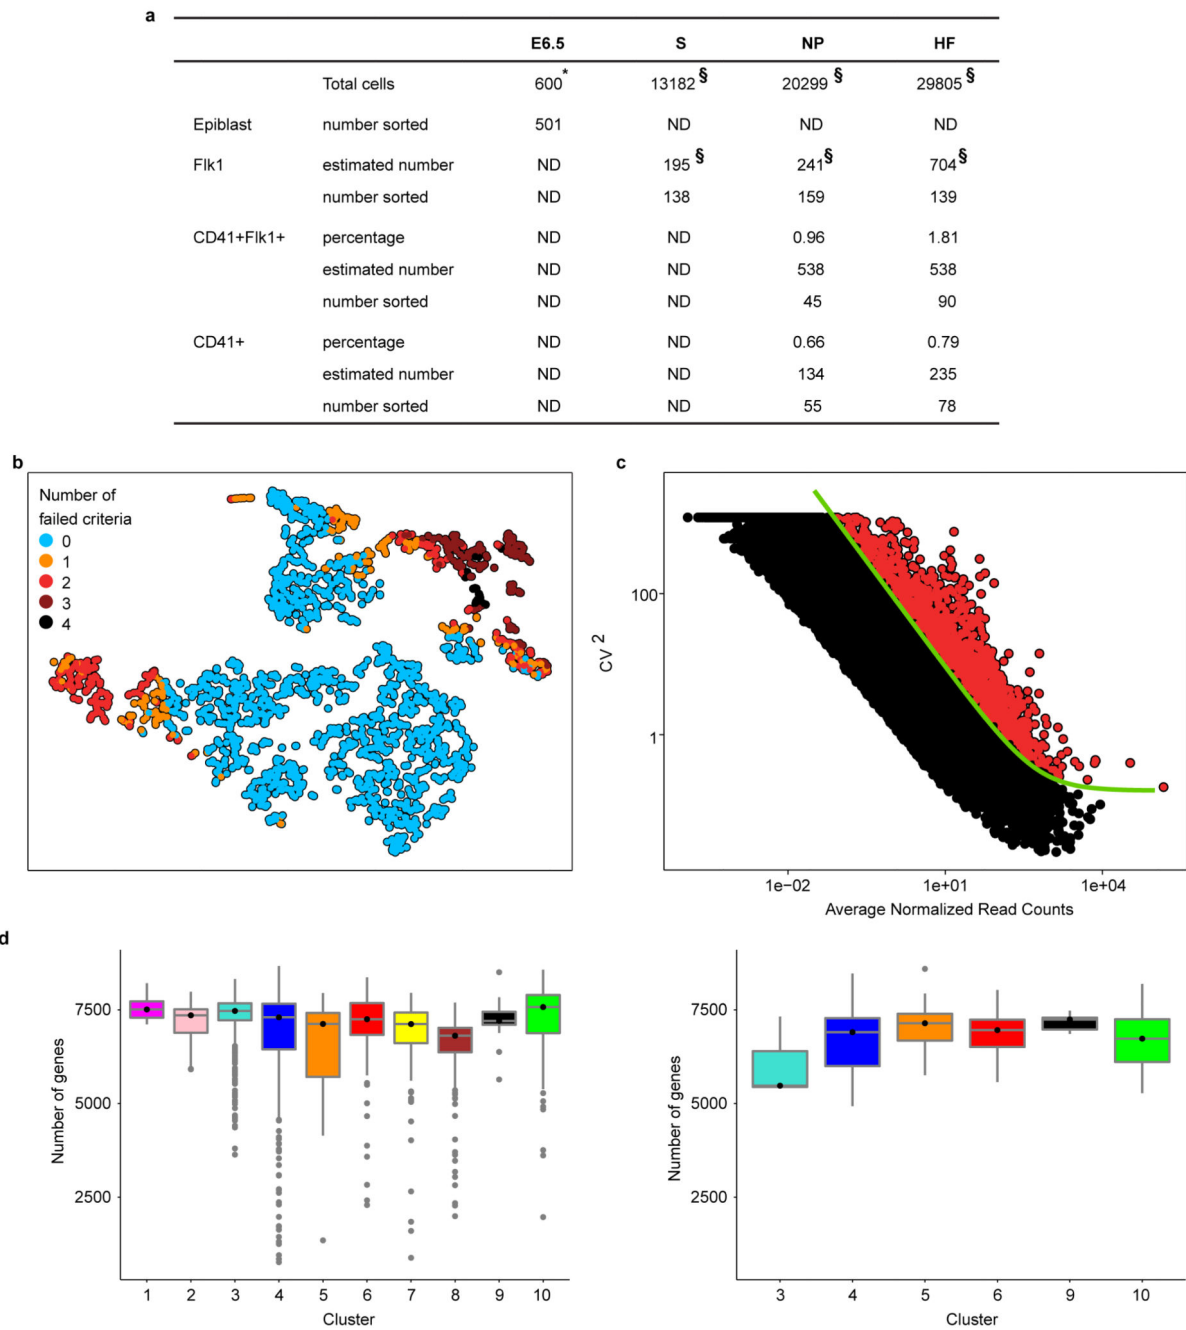 a
E6.5 S NP HF
Total cells 600* 13182 § 20299 § 29805 §
Epiblast number sorted 501 ND ND ND
Flk1 estimated number ND 195 § 241 § 704 §
number sorted ND 138 159 139
CD41+Flk1+ percentage ND ND 0.96 1.81
estimated number ND ND 538 538
number sorted ND ND 45 90
CD41+ percentage ND ND 0.66 0.79
estimated number ND ND 134 235
number sorted ND ND 55 78
b
Number of
failed criteria
0
1
2
3
4
c
CV 2
100
1
1e−02 1e+01 1e+04
Average Normalized Read Counts
d
Number of genes
7500
5000
2500
1 2 3 4 5 6 7 8 9 10
Cluster
Number of genes
7500
5000
2500
3 4 5 6 9 10
Cluster